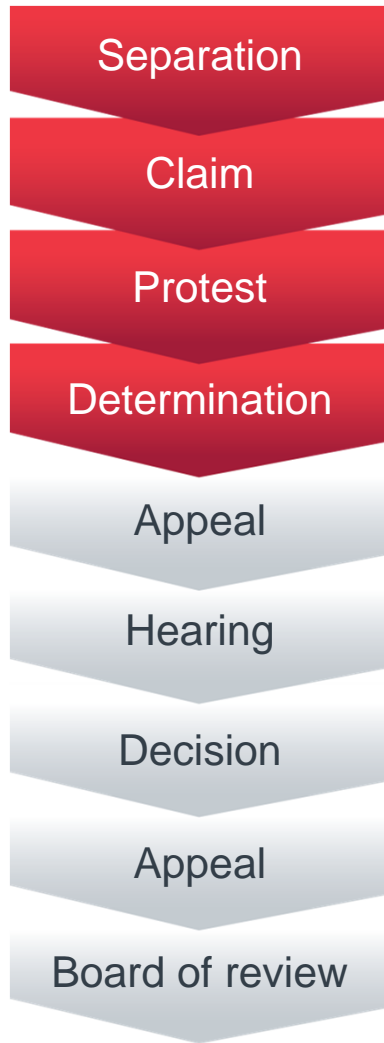 Separation
Claim
Protest
Determination
Appeal
Hearing
Decision
Appeal
Board of review